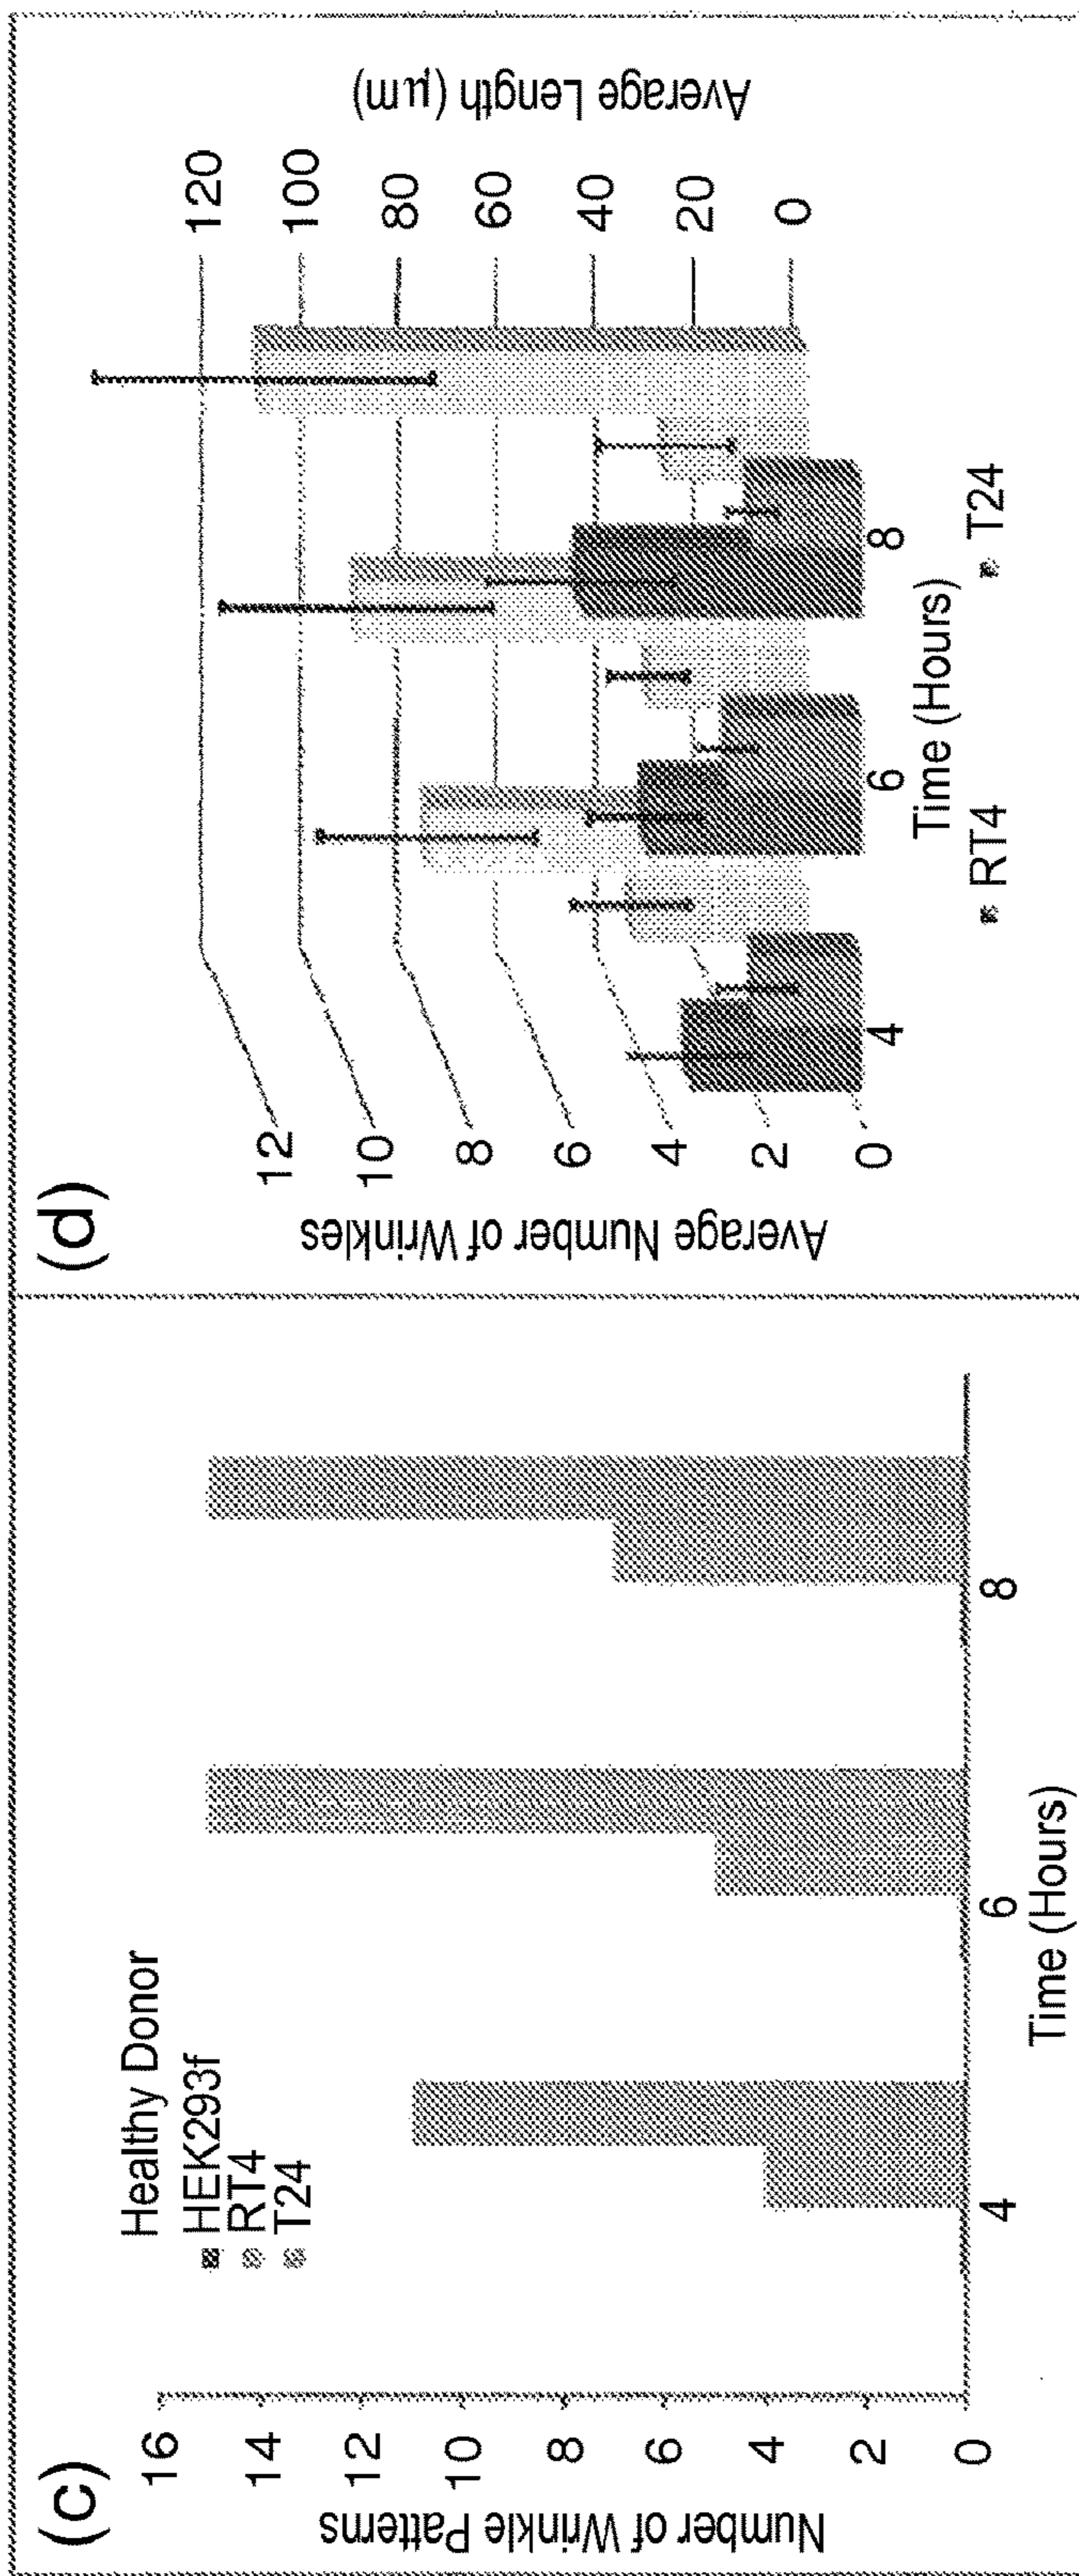 (c)
Number of Wrinkle Patterns
16
14
12
10
8
6
4
2
0
Healthy Donor
HEK293f
RT4
T24
4
6
8
Time (Hours)
(d)
Average Number of Wrinkles
12
10
8
6
4
2
0
120
100
80
60
40
20
0
Average Length (μm)
4
6
8
Time (Hours)
RT4
T24